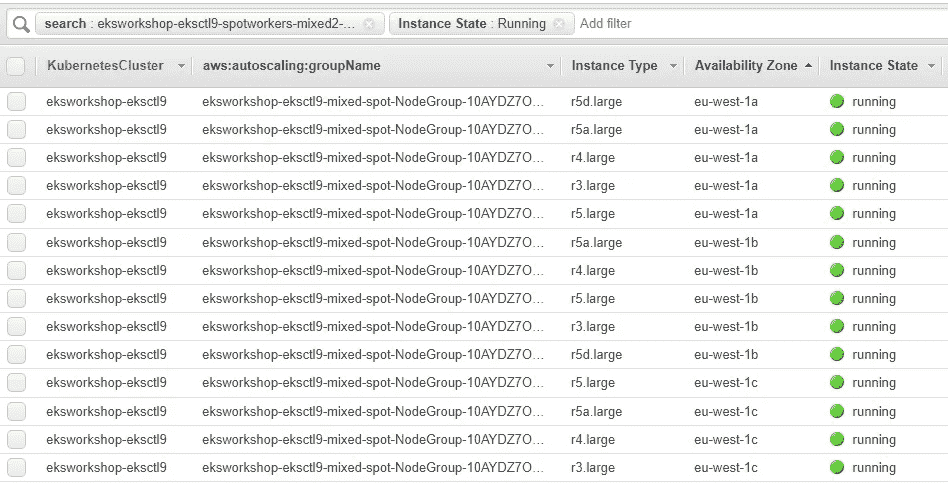 search : eksworkshop-eksctl9-spotworkers-mixed2-... Instance State : Running Add filter
KubernetesCluster aws:autoscaling:groupName Instance Type Availability Zone Instance State
eksworkshop-eksctl9 eksworkshop-eksctl9-mixed-spot-NodeGroup-10AYDZ7O... r5d.large eu-west-1a running
eksworkshop-eksctl9 eksworkshop-eksctl9-mixed-spot-NodeGroup-10AYDZ7O... r5a.large eu-west-1a running
eksworkshop-eksctl9 eksworkshop-eksctl9-mixed-spot-NodeGroup-10AYDZ7O... r4.large eu-west-1a running
eksworkshop-eksctl9 eksworkshop-eksctl9-mixed-spot-NodeGroup-10AYDZ7O... r3.large eu-west-1a running
eksworkshop-eksctl9 eksworkshop-eksctl9-mixed-spot-NodeGroup-10AYDZ7O... r5.large eu-west-1a running
eksworkshop-eksctl9 eksworkshop-eksctl9-mixed-spot-NodeGroup-10AYDZ7O... r5a.large eu-west-1b running
eksworkshop-eksctl9 eksworkshop-eksctl9-mixed-spot-NodeGroup-10AYDZ7O... r4.large eu-west-1b running
eksworkshop-eksctl9 eksworkshop-eksctl9-mixed-spot-NodeGroup-10AYDZ7O... r5.large eu-west-1b running
eksworkshop-eksctl9 eksworkshop-eksctl9-mixed-spot-NodeGroup-10AYDZ7O... r3.large eu-west-1b running
eksworkshop-eksctl9 eksworkshop-eksctl9-mixed-spot-NodeGroup-10AYDZ7O... r5d.large eu-west-1b running
eksworkshop-eksctl9 eksworkshop-eksctl9-mixed-spot-NodeGroup-10AYDZ7O... r5.large eu-west-1c running
eksworkshop-eksctl9 eksworkshop-eksctl9-mixed-spot-NodeGroup-10AYDZ7O... r5a.large eu-west-1c running
eksworkshop-eksctl9 eksworkshop-eksctl9-mixed-spot-NodeGroup-10AYDZ7O... r4.large eu-west-1c running
eksworkshop-eksctl9 eksworkshop-eksctl9-mixed-spot-NodeGroup-10AYDZ7O... r3.large eu-west-1c running